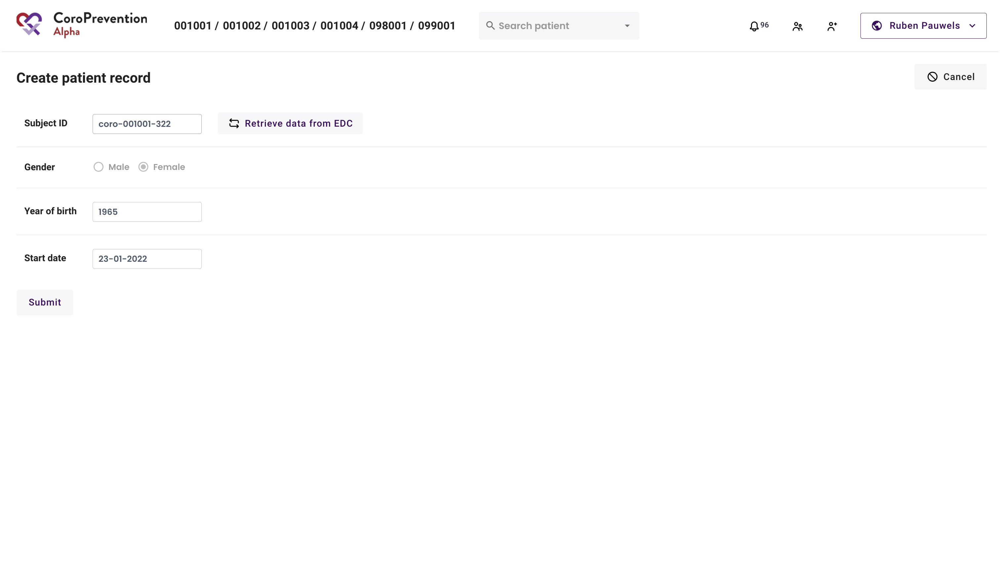 CoroPrevention
Alpha
001001 / 001002 / 001003 / 001004 / 098001 / 099001
Search patient
96
Ruben Pauwels
Create patient record
Cancel
Subject ID
coro-001001-322
Retrieve data from EDC
Gender
Male
Female
Year of birth
1965
Start date
23-01-2022
Submit